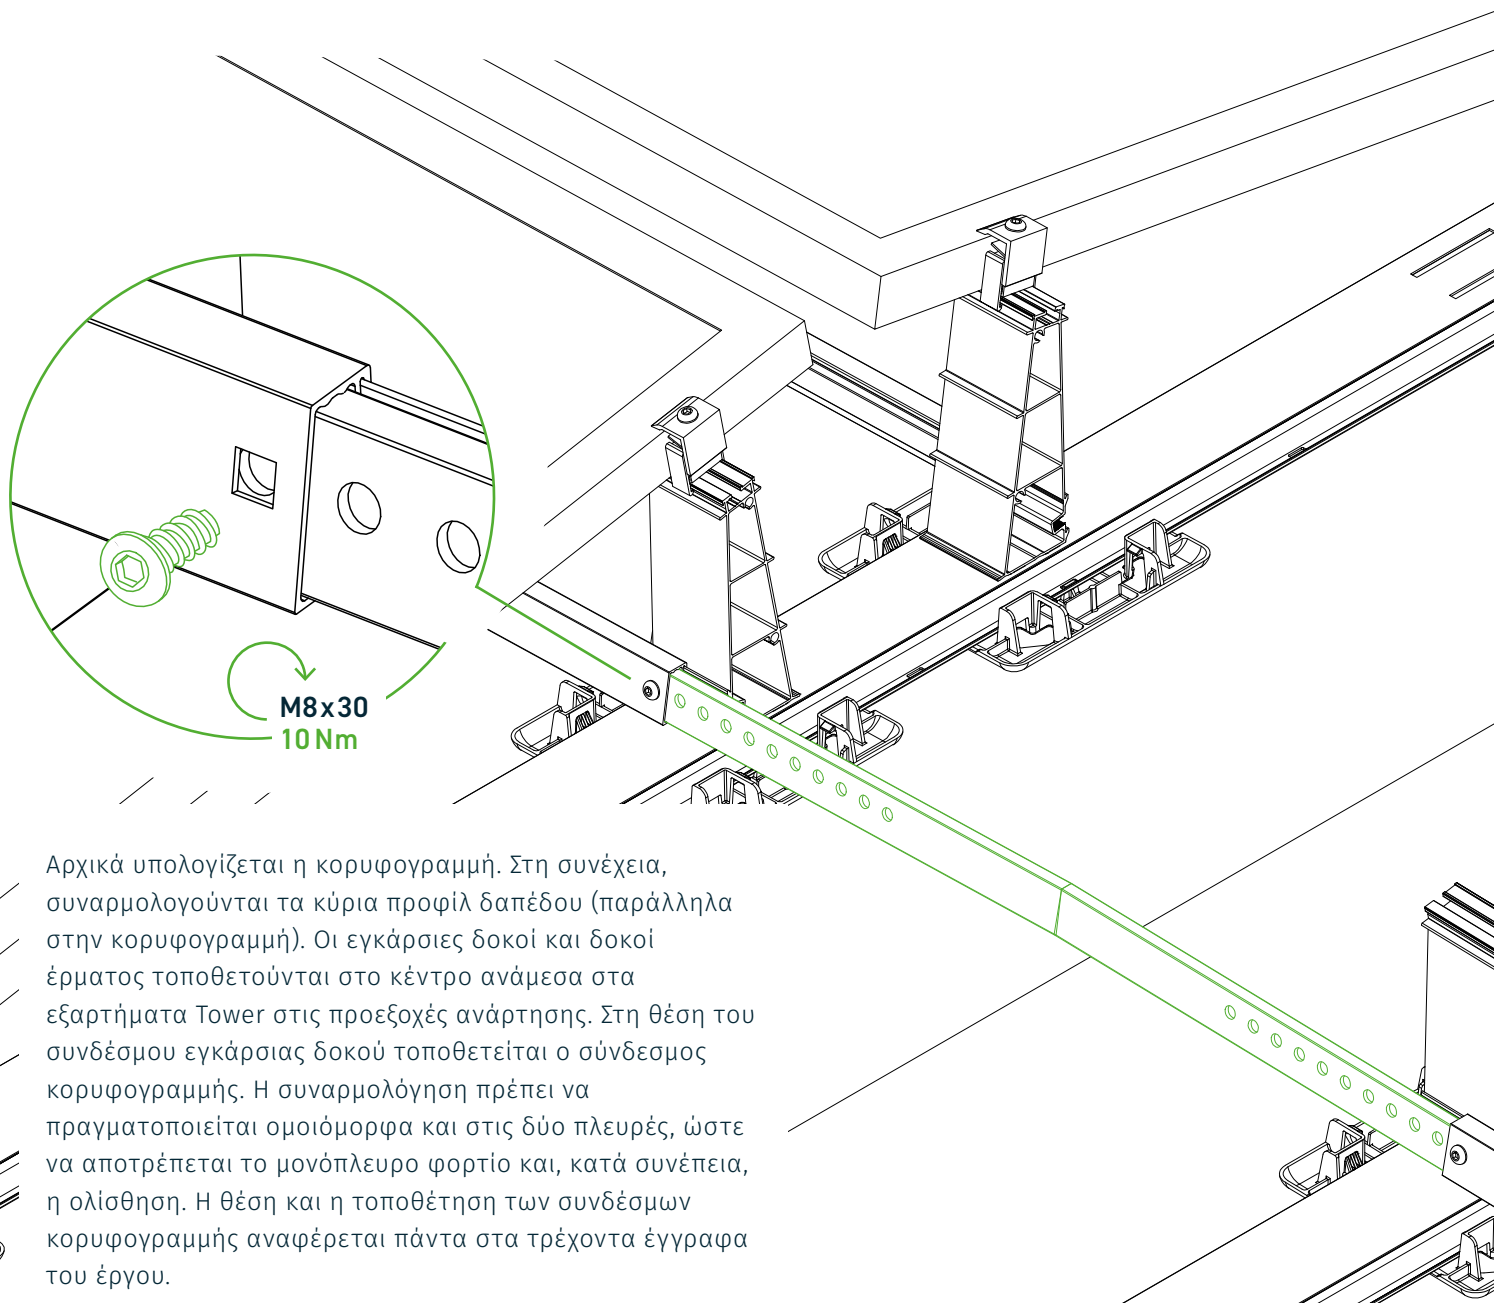 M8x30
10 Nm
Αρχικά υπολογίζεται η κορυφογραμμή. Στη συνέχεια,
συναρμολογούνται τα κύρια προφίλ δαπέδου (παράλληλα
στην κορυφογραμμή). Οι εγκάρσιες δοκοί και δοκοί
έρματος τοποθετούνται στο κέντρο ανάμεσα στα
εξαρτήματα Tower στις προεξοχές ανάρτησης. Στη θέση του
συνδέσμου εγκάρσιας δοκού τοποθετείται ο σύνδεσμος
κορυφογραμμής. Η συναρμολόγηση πρέπει να
πραγματοποιείται ομοιόμορφα και στις δύο πλευρές, ώστε
να αποτρέπεται το μονόπλευρο φορτίο και, κατά συνέπεια,
η ολίσθηση. Η θέση και η τοποθέτηση των συνδέσμων
κορυφογραμμής αναφέρεται πάντα στα τρέχοντα έγγραφα
του έργου.